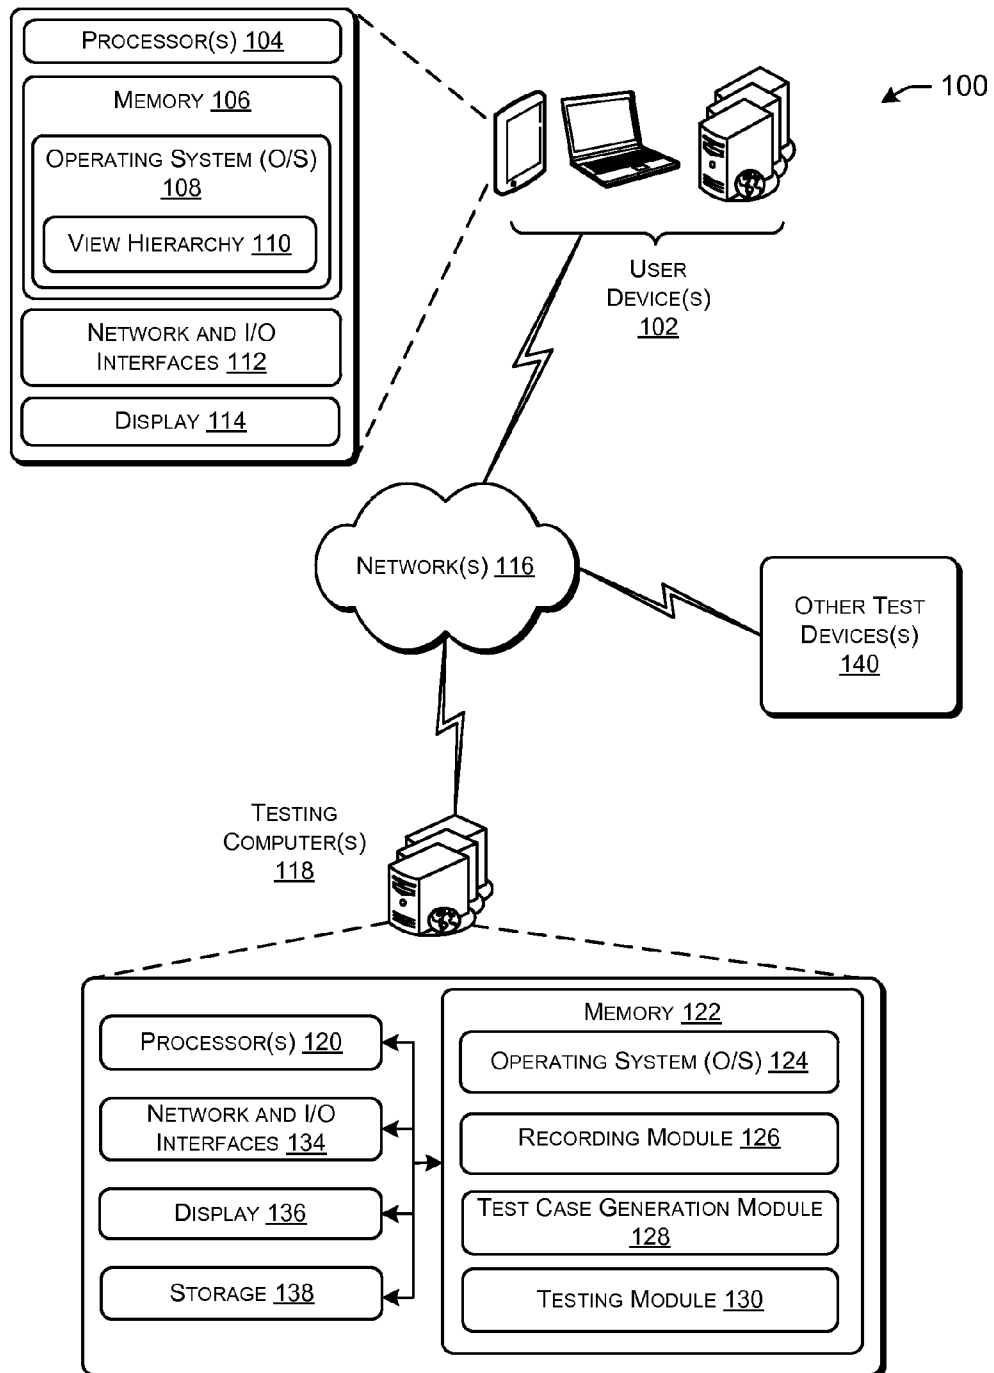 PROCESSOR(S) 104
MEMORY 106
OPERATING SYSTEM (O/S)
108
VIEW HIERARCHY 110
NETWORK AND I/O
INTERFACES 112
DISPLAY 114
100
USER
DEVICE(S)
102
NETWORK(S) 116
OTHER TEST
DEVICES(S)
140
TESTING
COMPUTER(S)
118
PROCESSOR(S) 120
NETWORK AND I/O
INTERFACES 134
DISPLAY 136
STORAGE 138
MEMORY 122
OPERATING SYSTEM (O/S) 124
RECORDING MODULE 126
TEST CASE GENERATION MODULE
128
TESTING MODULE 130